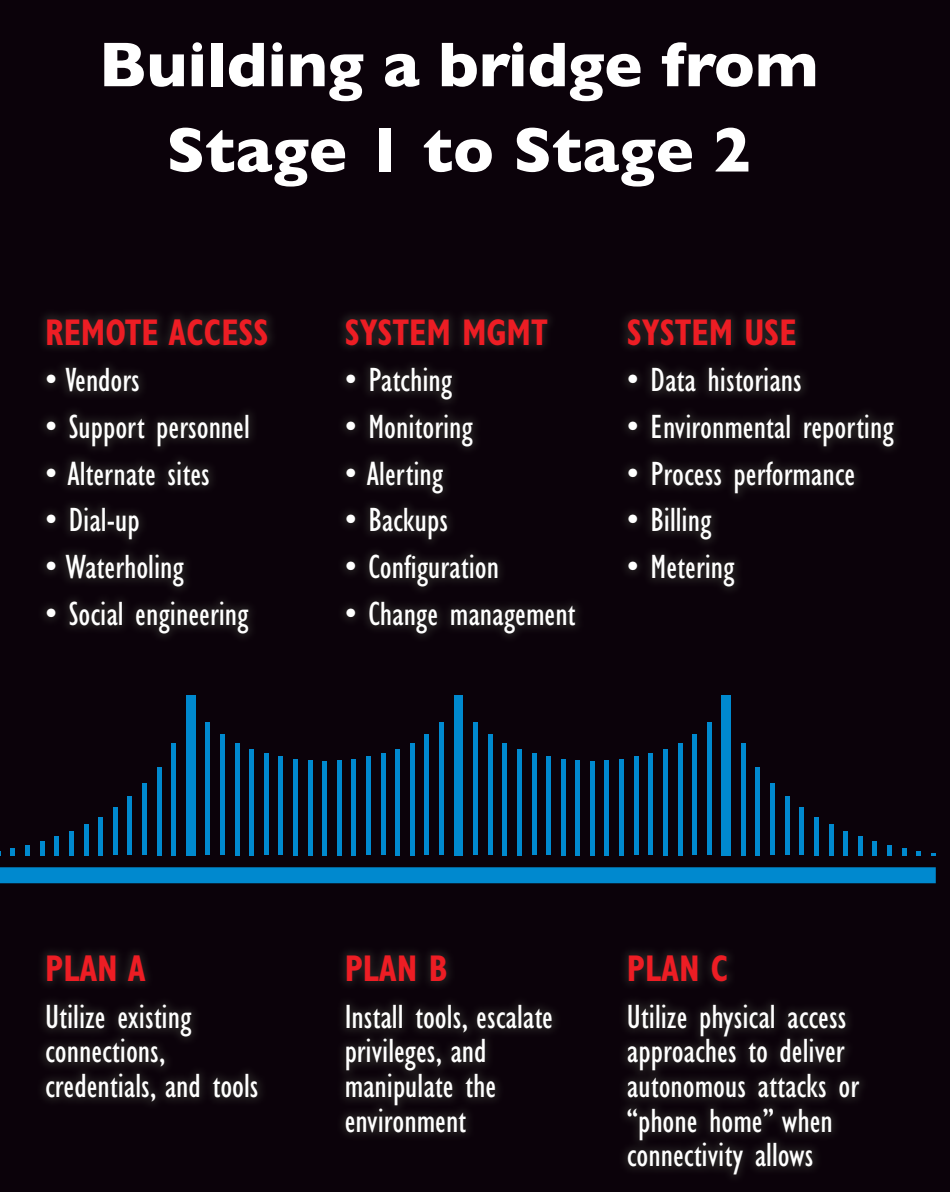 Building a bridge from
Stage 1 to Stage 2
REMOTE ACCESS
• Vendors
• Support personnel
• Alternate sites
• Dial-up
• Waterholing
• Social engineering
SYSTEM MGMT
• Patching
• Monitoring
• Alerting
• Backups
• Configuration
• Change management
SYSTEM USE
• Data historians
• Environmental reporting
• Process performance
• Billing
• Metering
PLAN A
Utilize existing
connections,
credentials, and tools
PLAN B
Install tools, escalate
privileges, and
manipulate the
environment
PLAN C
Utilize physical access
approaches to deliver
autonomous attacks or
“phone home” when
connectivity allows